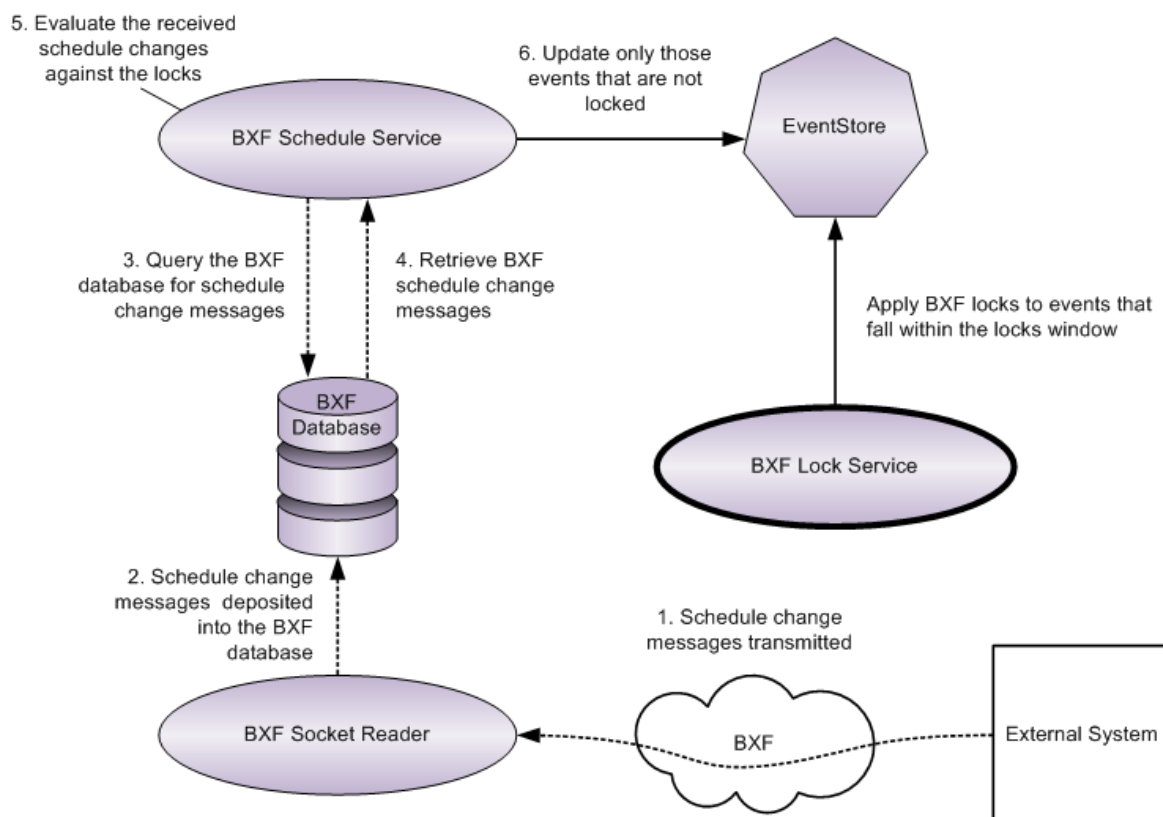 5. Evaluate the received
schedule changes
against the locks
6. Update only those
events that are not
locked
BXF Schedule Service
EventStore
3. Query the BXF
database for schedule
change messages
4. Retrieve BXF
schedule change
messages
Apply BXF locks to events that
fall within the locks window
BXF
Database
BXF Lock Service
2. Schedule change
messages deposited
into the BXF
database
1. Schedule change
messages transmitted
BXF Socket Reader
BXF
External System